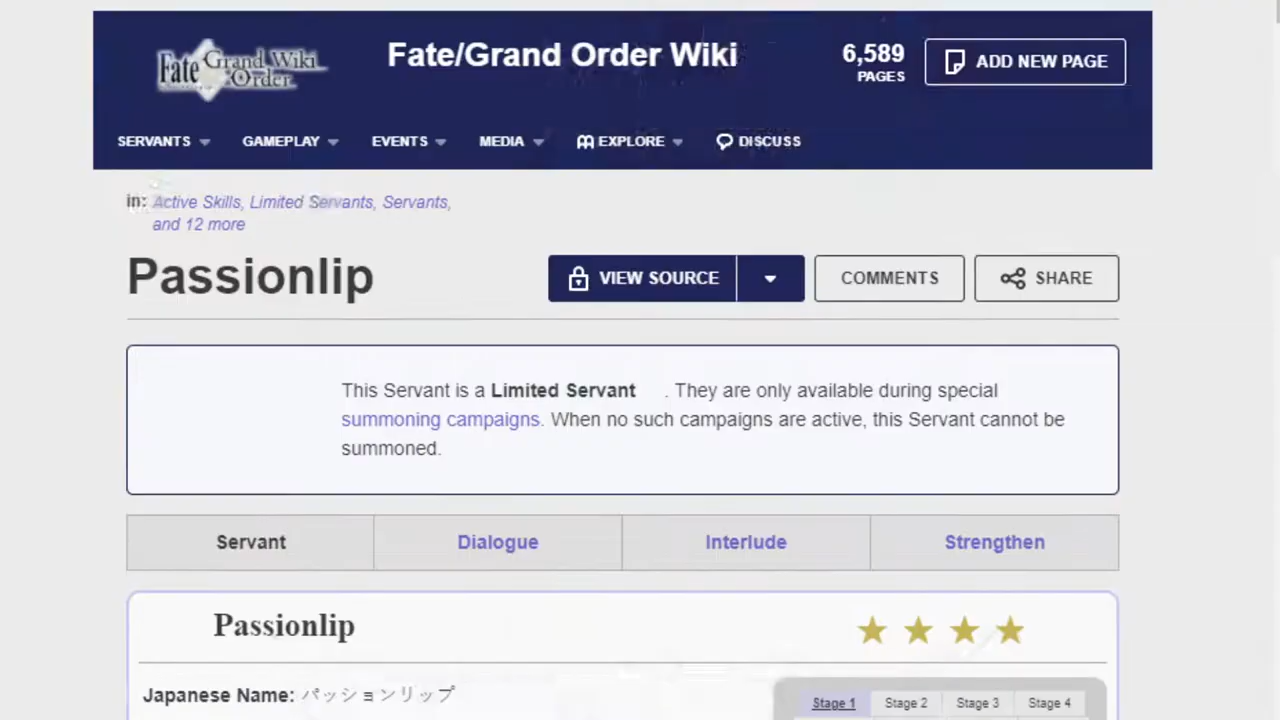 Fate Grand Wiki
Order
Fate/Grand Order Wiki
6,589
PAGES
ADD NEW PAGE
SERVANTS
GAMEPLAY
EVENTS
MEDIA
EXPLORE
DISCUSS
in: Active Skills, Limited Servants, Servants,
and 12 more
Passionlip
VIEW SOURCE
COMMENTS
SHARE
This Servant is a Limited Servant . They are only available during special
summoning campaigns. When no such campaigns are active, this Servant cannot be
summoned.
Servant
Dialogue
Interlude
Strengthen
Passionlip
Japanese Name: パッションリップ
Stage 1
Stage 2
Stage 3
Stage 4